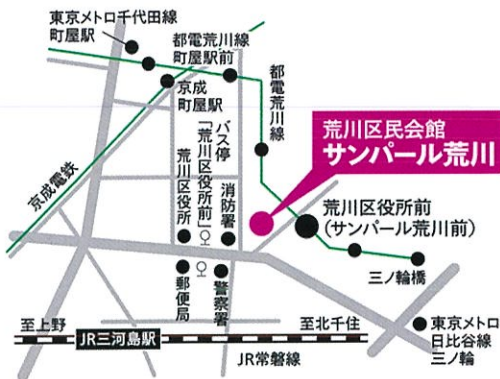 東京メトロ千代田線
町屋駅
都電荒川線
町屋駅前
京成
町屋駅
都電荒川線
荒川区民会館
サンパール荒川
京成電鉄
バス停
「荒川区役所前」
荒川区役所
消防署
荒川区役所前
(サンパール荒川前)
三ノ輪橋
郵便局
警察署
至上野
JR三河島駅
至北千住
JR常磐線
東京メトロ
日比谷線
三ノ輪